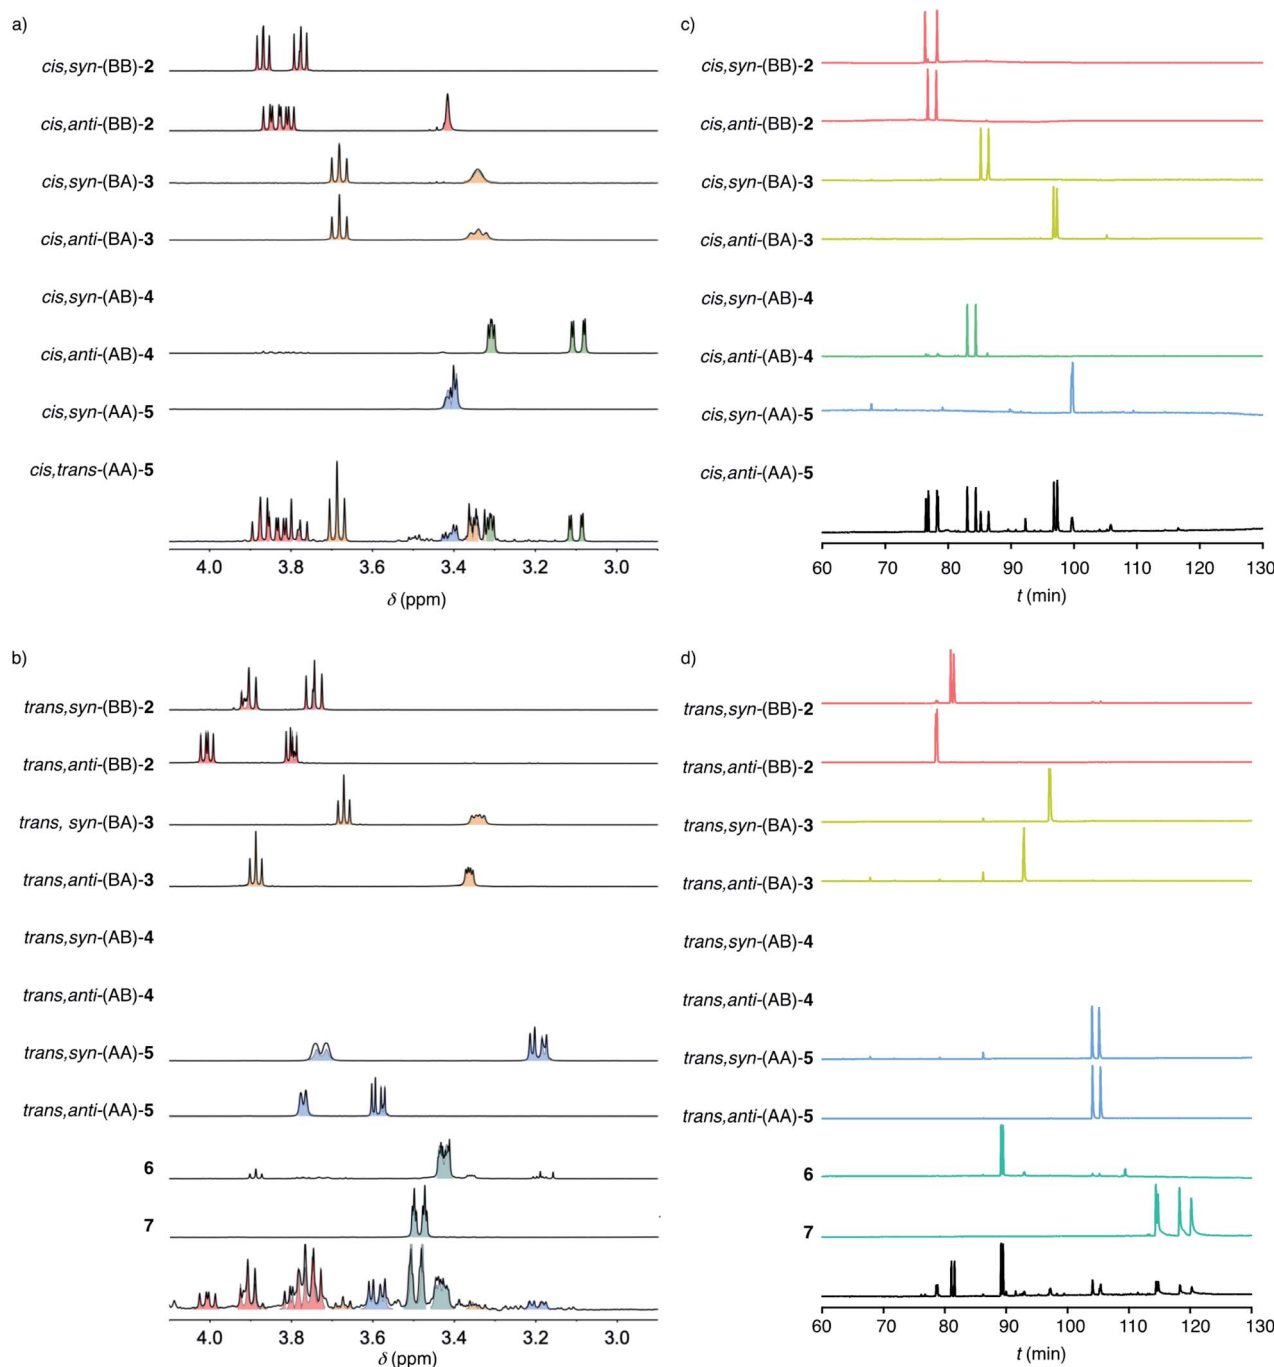 a)
cis,syn-(BB)-2
cis,anti-(BB)-2
cis,syn-(BA)-3
cis,anti-(BA)-3
cis,syn-(AB)-4
cis,anti-(AB)-4
cis,syn-(AA)-5
cis,trans-(AA)-5
4.0 3.8 3.6 3.4 3.2 3.0
δ (ppm)
c)
cis,syn-(BB)-2
cis,anti-(BB)-2
cis,syn-(BA)-3
cis,anti-(BA)-3
cis,syn-(AB)-4
cis,anti-(AB)-4
cis,syn-(AA)-5
cis,anti-(AA)-5
60 70 80 90 100 110 120 130
t (min)
b)
trans,syn-(BB)-2
trans,anti-(BB)-2
trans, syn-(BA)-3
trans,anti-(BA)-3
trans,syn-(AB)-4
trans,anti-(AB)-4
trans,syn-(AA)-5
trans,anti-(AA)-5
6
7
4.0 3.8 3.6 3.4 3.2 3.0
δ (ppm)
d)
trans,syn-(BB)-2
trans,anti-(BB)-2
trans,syn-(BA)-3
trans,anti-(BA)-3
trans,syn-(AB)-4
trans,anti-(AB)-4
trans,syn-(AA)-5
trans,anti-(AA)-5
6
7
60 70 80 90 100 110 120 130
t (min)